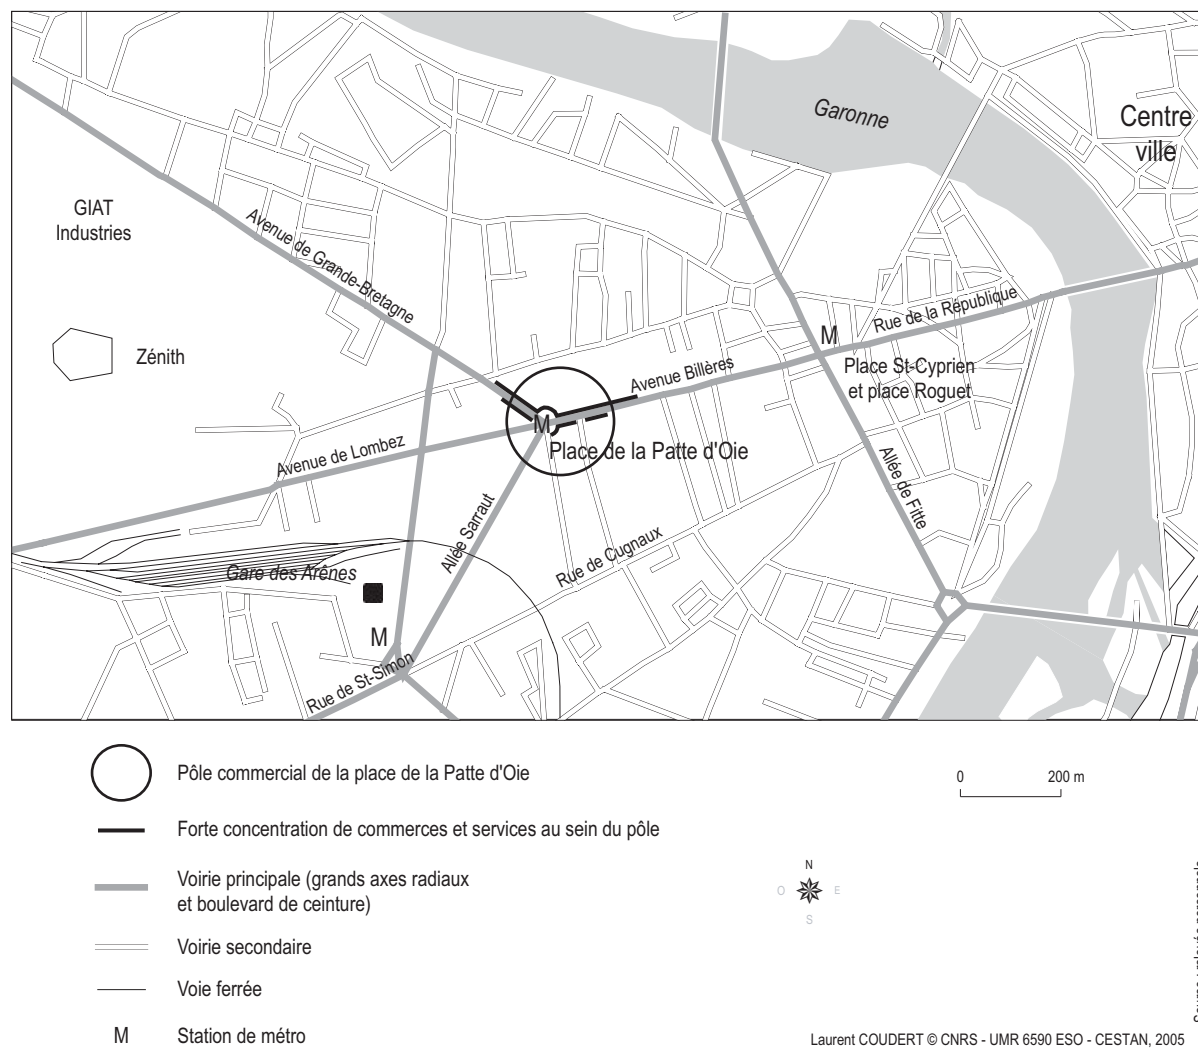 Garonne
Centre
ville
GIAT
Industries
Avenue de Grande-Bretagne
Rue de la République
Zénith
M
Place St-Cyprien
et place Roguet
Avenue Billères
M
Place de la Patte d'Oie
Avenue de Lombez
Allée de Fitte
Allée Sarraut
Rue de Cugnaux
Gare des Arènes
M
Rue de St-Simon
Pôle commercial de la place de la Patte d'Oie
0 200 m
Forte concentration de commerces et services au sein du pôle
Voirie principale (grands axes radiaux
et boulevard de ceinture)
N
O E
S
Voirie secondaire
Voie ferrée
M Station de métro
Laurent COUDERT © CNRS - UMR 6590 ESO - CESTAN, 2005